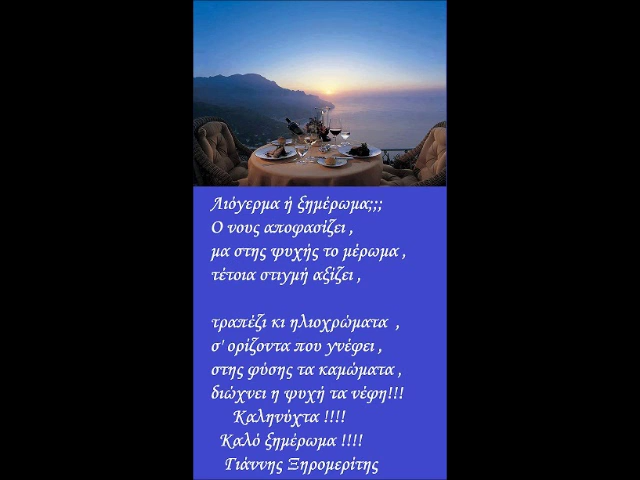 Λιόγερμα ή ξημέρωμα;;;
Ο νους αποφασίζει ,
μα στης ψυχής το μέρωμα ,
τέτοια στιγμή αξίζει ,
τραπέζι κι ηλιοχρώματα ,
σ' ορίζοντα που γνέφει ,
στης φύσης τα καμώματα ,
διώχνει η ψυχή τα νέφη!!!
Καληνύχτα !!!!
Καλό ξημέρωμα !!!!
Γιάννης Ξηρομερίτης